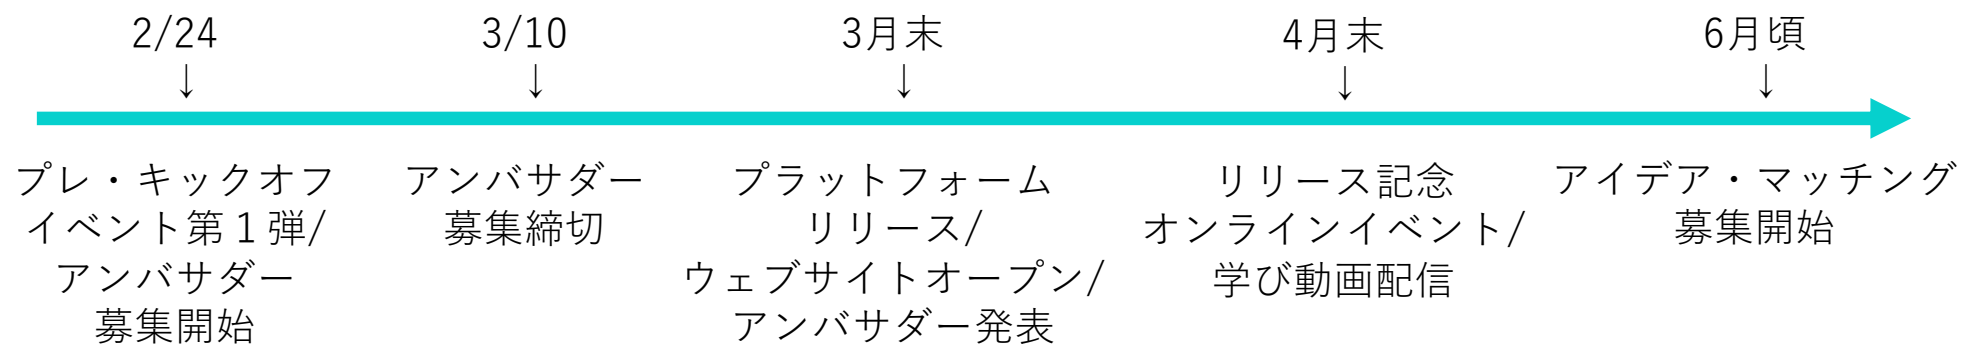 2/24
↓
プレ・キックオフ
イベント第１弾/
アンバサダー
募集開始
3/10
↓
アンバサダー
募集締切
3月末
↓
プラットフォーム
リリース/
ウェブサイトオープン/
アンバサダー発表
4月末
↓
リリース記念
オンラインイベント/
学び動画配信
6月頃
↓
アイデア・マッチング
募集開始